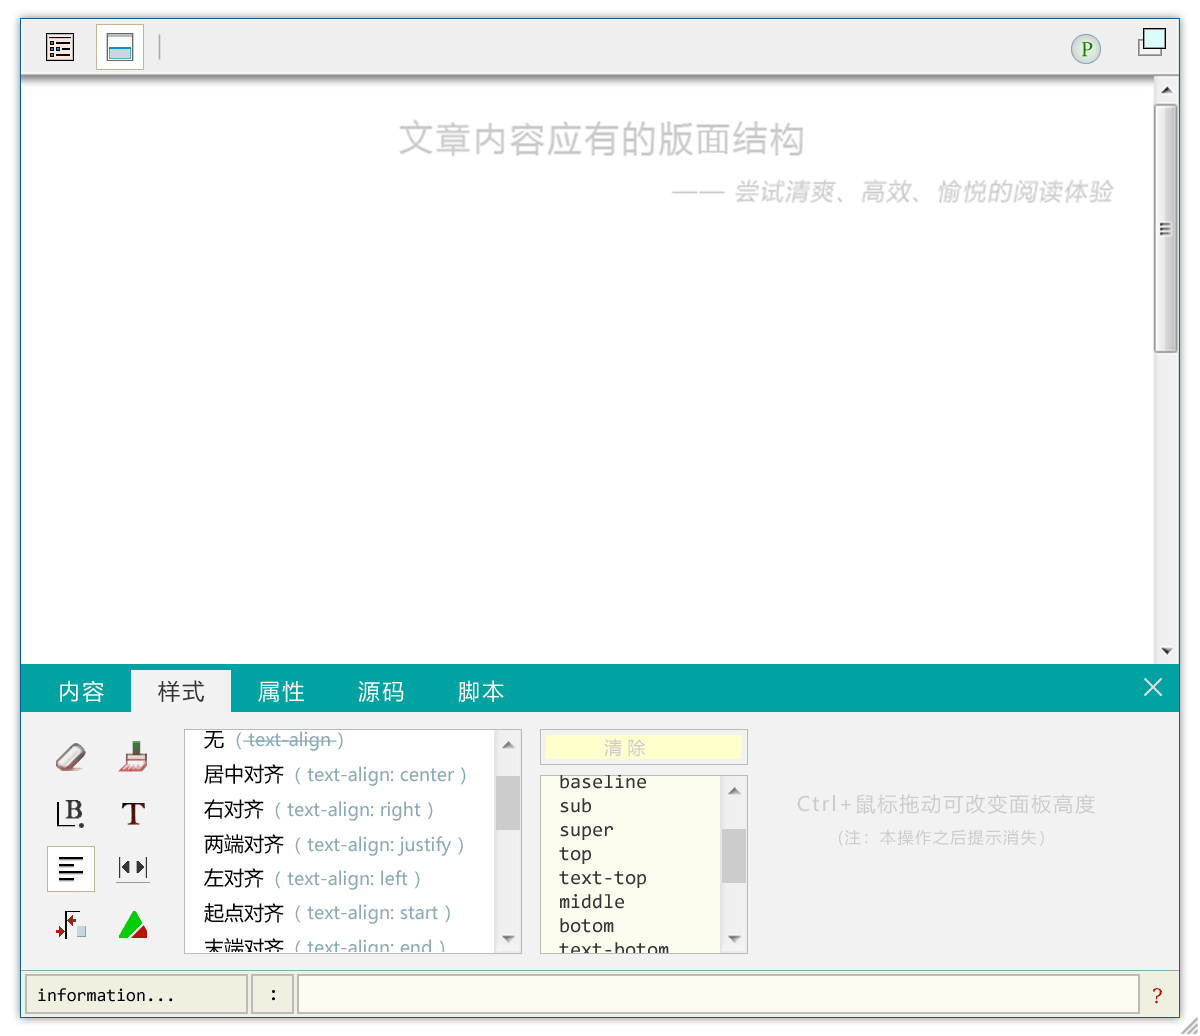 P
文章内容应有的版面结构
—— 尝试清爽、高效、愉悦的阅读体验
内容 样式 属性 源码 脚本
B
T
无 ( text-align )
居中对齐 ( text-align: center )
右对齐 ( text-align: right )
两端对齐 ( text-align: justify )
左对齐 ( text-align: left )
起点对齐 ( text-align: start )
末端对齐 ( text-align: end )
清除
baseline
sub
super
top
text-top
middle
botom
text-botom
Ctrl+鼠标拖动可改变面板高度
(注: 本操作之后提示消失)
information...
:
?